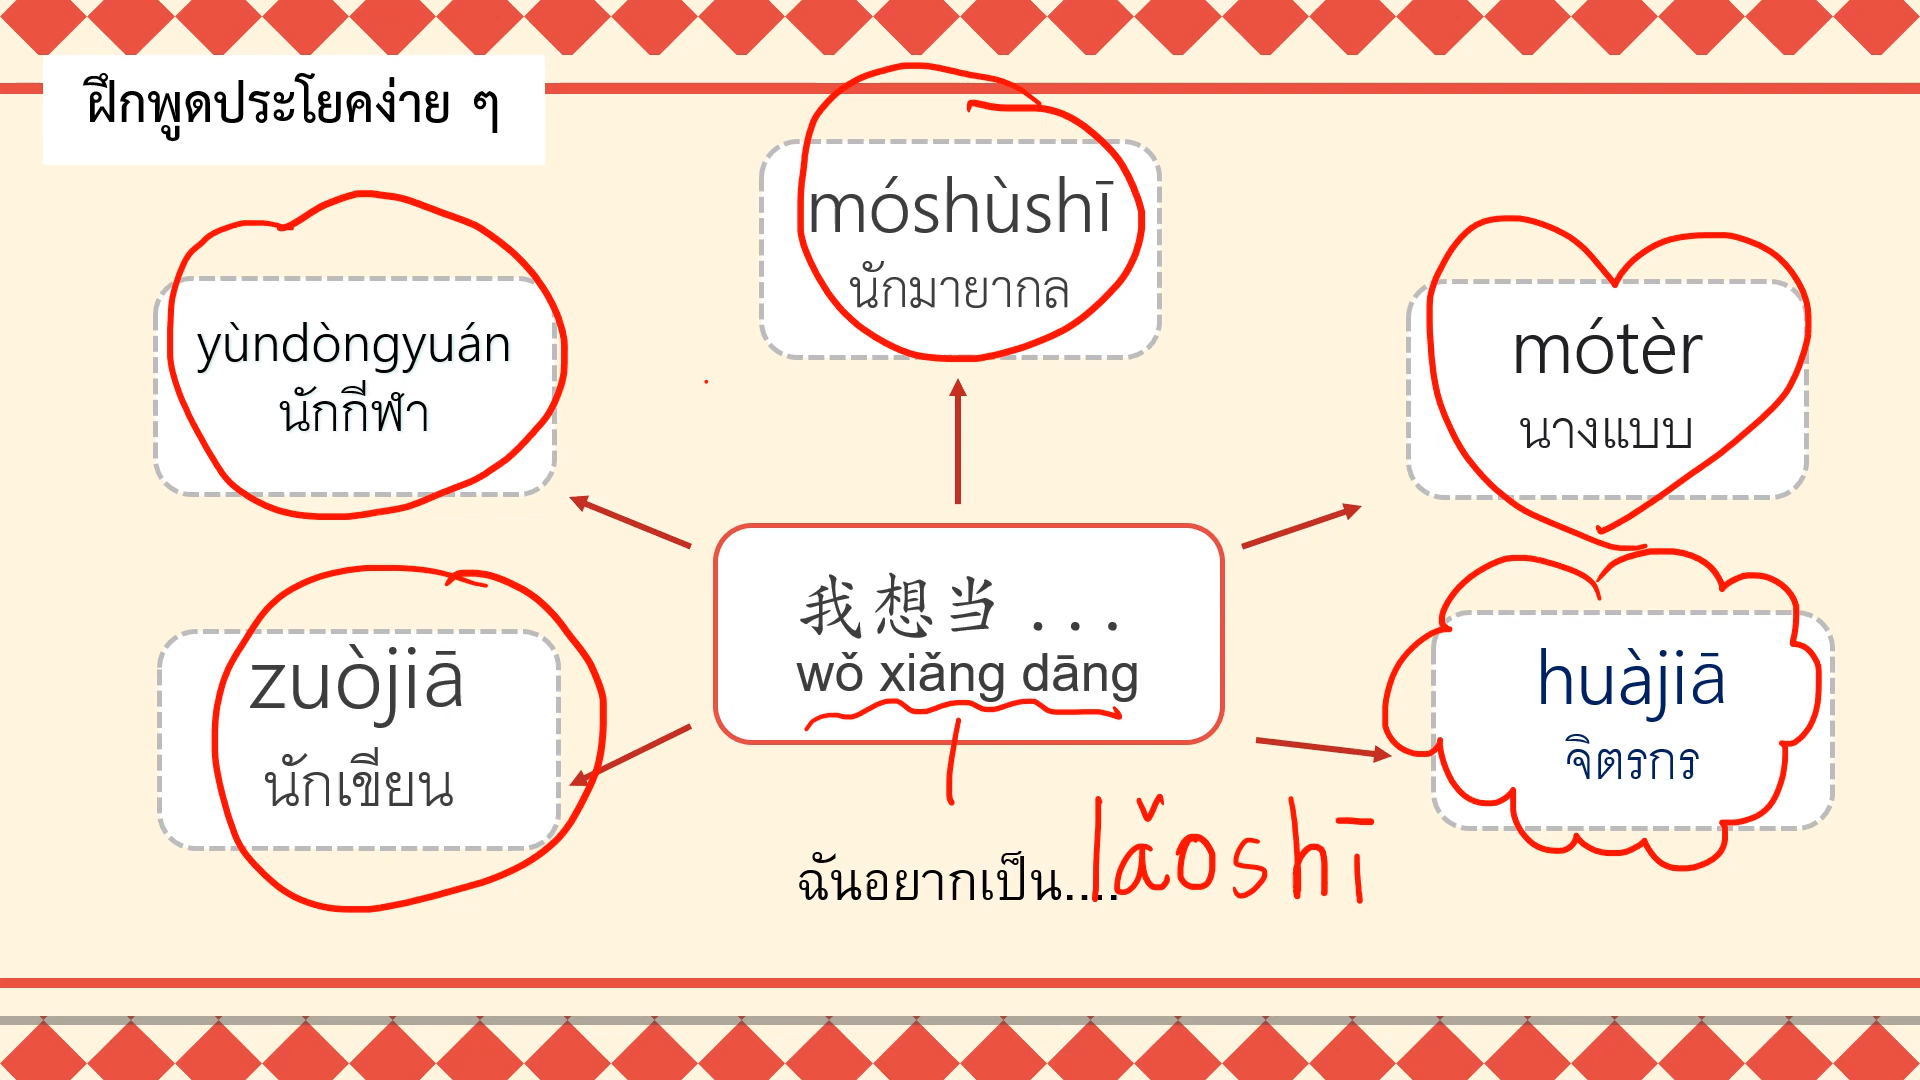 ฝึกพูดประโยคง่าย ๆ
móshùshī
นักมายากล
yùndòngyuán
นักกีฬา
mótèr
นางแบบ
我想当 ...
wǒ xiǎng dāng
zuòjiā
นักเขียน
huàjiā
จิตรกร
ฉันอยากเป็น....
lǎoshī